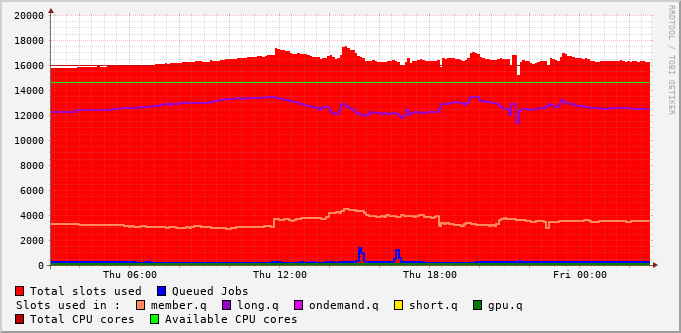 20000
18000
16000
14000
12000
10000
8000
6000
4000
2000
0
Thu 06:00 Thu 12:00 Thu 18:00 Fri 00:00
Total slots used Queued Jobs
Slots used in : member.q long.q ondemand.q short.q gpu.q
Total CPU cores Available CPU cores
RRDTOOL / TOBI OETIKER